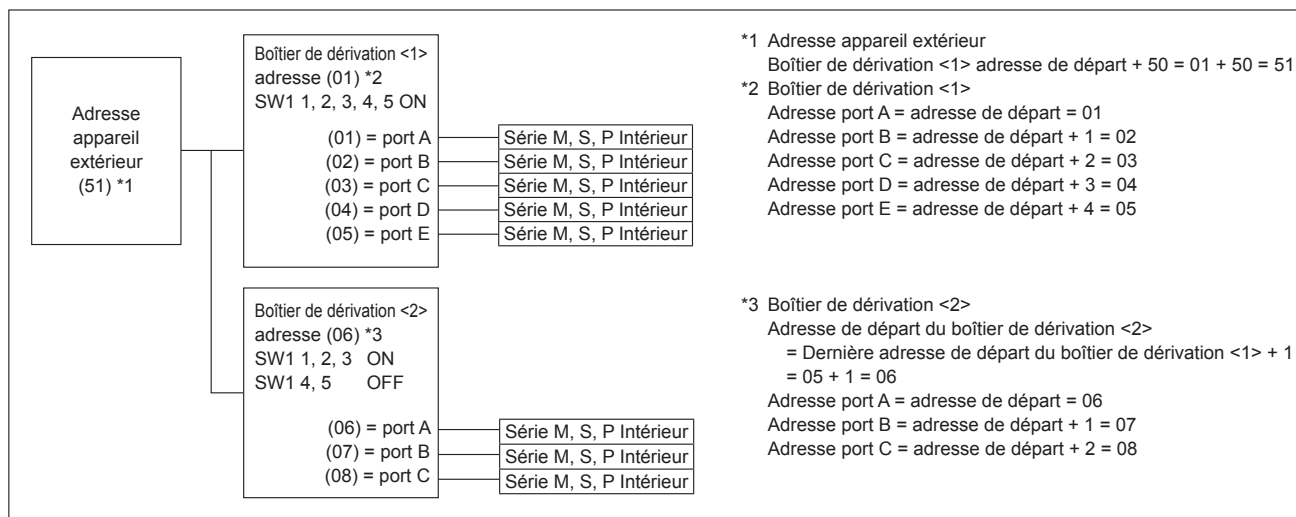 Adresse
appareil
extérieur
(51) *1
Boîtier de dérivation <1>
adresse (01) *2
SW1 1, 2, 3, 4, 5 ON
(01) = port A
Série M, S, P Intérieur
(02) = port B
Série M, S, P Intérieur
(03) = port C
Série M, S, P Intérieur
(04) = port D
Série M, S, P Intérieur
(05) = port E
Série M, S, P Intérieur
Boîtier de dérivation <2>
adresse (06) *3
SW1 1, 2, 3 ON
SW1 4, 5 OFF
(06) = port A
Série M, S, P Intérieur
(07) = port B
Série M, S, P Intérieur
(08) = port C
Série M, S, P Intérieur
*1 Adresse appareil extérieur
Boîtier de dérivation <1> adresse de départ + 50 = 01 + 50 = 51
*2 Boîtier de dérivation <1>
Adresse port A = adresse de départ = 01
Adresse port B = adresse de départ + 1 = 02
Adresse port C = adresse de départ + 2 = 03
Adresse port D = adresse de départ + 3 = 04
Adresse port E = adresse de départ + 4 = 05
*3 Boîtier de dérivation <2>
Adresse de départ du boîtier de dérivation <2>
= Dernière adresse de départ du boîtier de dérivation <1> + 1
= 05 + 1 = 06
Adresse port A = adresse de départ = 06
Adresse port B = adresse de départ + 1 = 07
Adresse port C = adresse de départ + 2 = 08